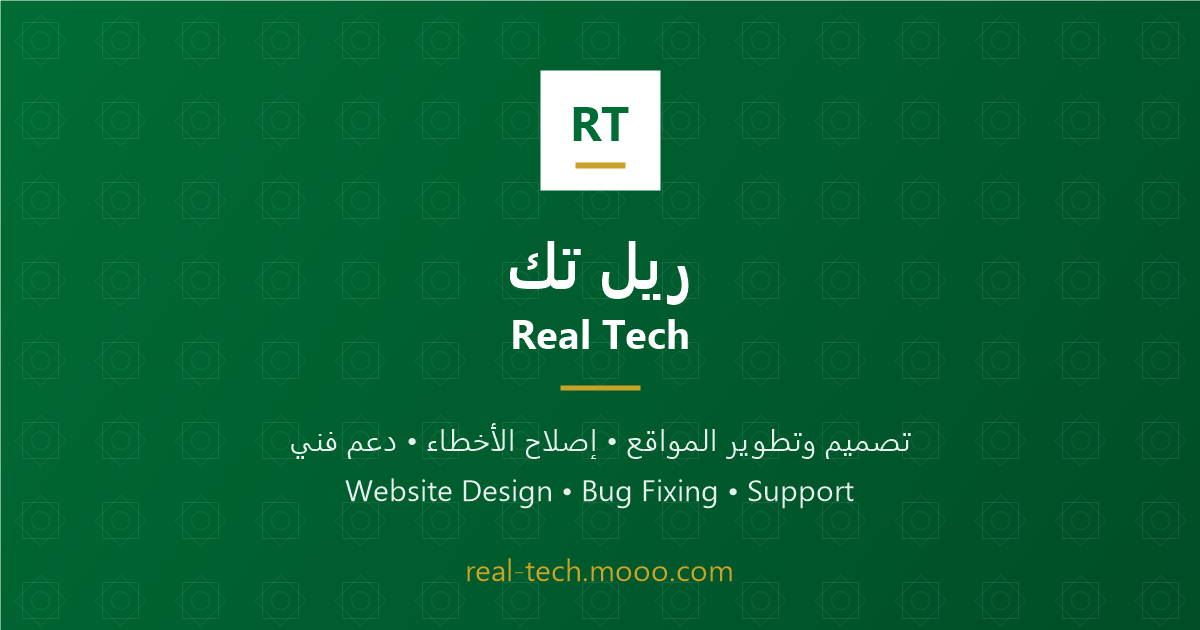 RT
ريل تك
Real Tech
تصميم وتطوير المواقع • إصلاح الأخطاء • دعم فني
Website Design • Bug Fixing • Support
real-tech.mooo.com